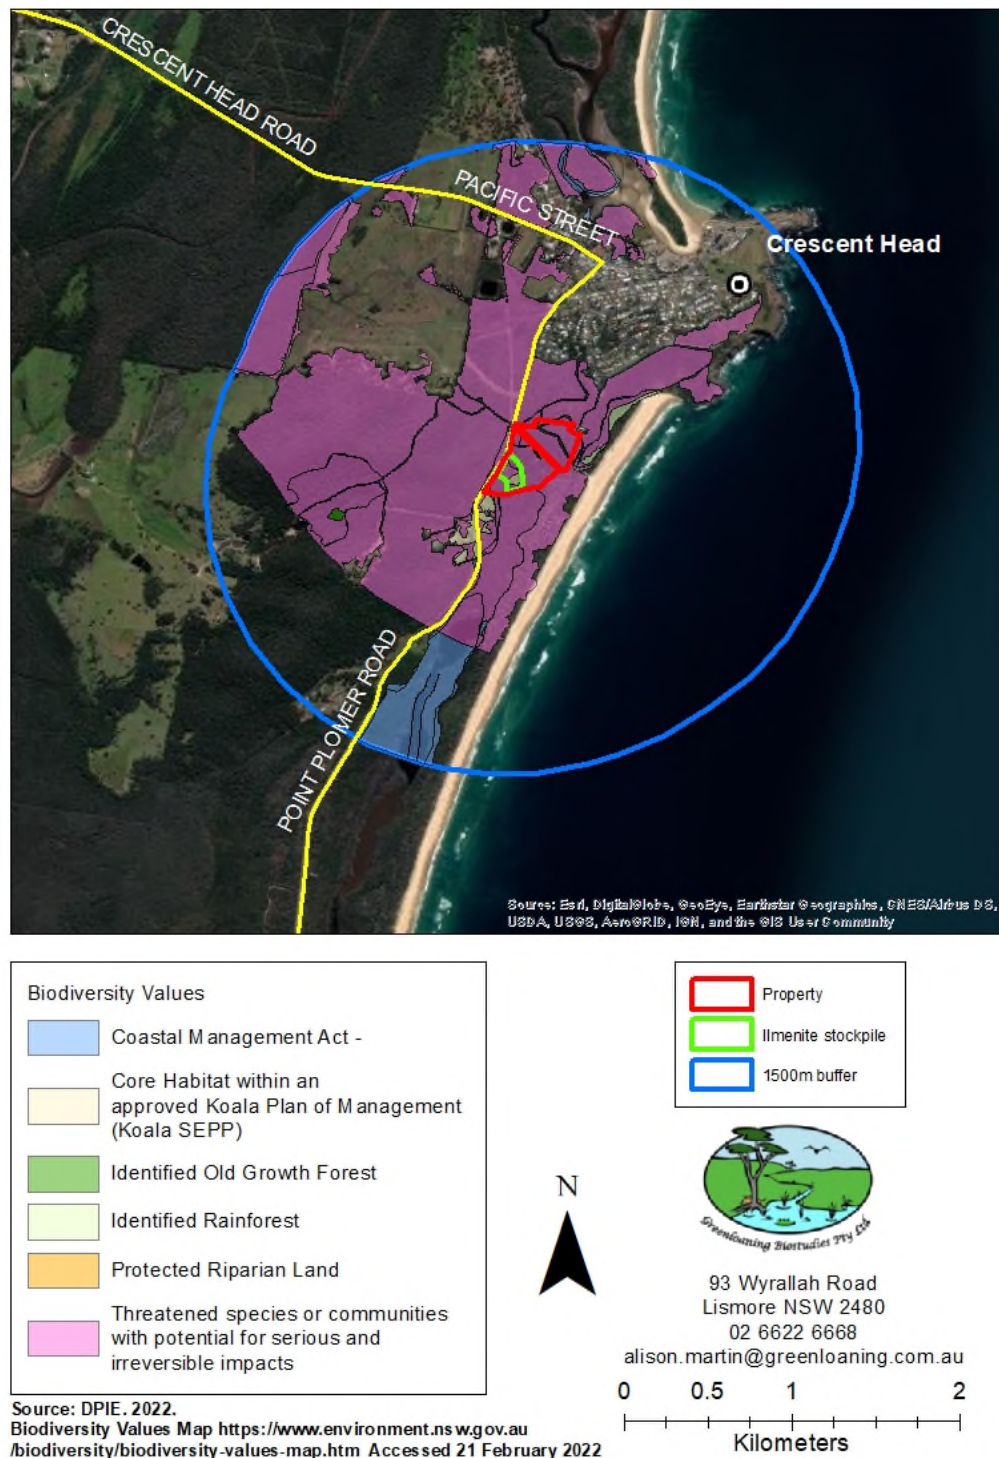 CRESCENT HEAD ROAD
PACIFIC STREET
Crescent Head
POINT PLOMER ROAD
Source: Esri, DigitalGlobe, GeoEye, Earthstar Geographics, CNES/Airbus DS,
USDA, USGS, AeroGRID, IGN, and the GIS User Community
Biodiversity Values
Coastal Management Act -
Core Habitat within an
approved Koala Plan of Management
(Koala SEPP)
Identified Old Growth Forest
Identified Rainforest
Protected Riparian Land
Threatened species or communities
with potential for serious and
irreversible impacts
Property
Ilmenite stockpile
1500m buffer
N
Greenloaning Biostudies Pty Ltd
93 Wyrallah Road
Lismore NSW 2480
02 6622 6668
alison.martin@greenloaning.com.au
0 0.5 1 2
Kilometers
Source: DPIE. 2022.
Biodiversity Values Map https://www.environment.nsw.gov.au
/biodiversity/biodiversity-values-map.htm Accessed 21 February 2022